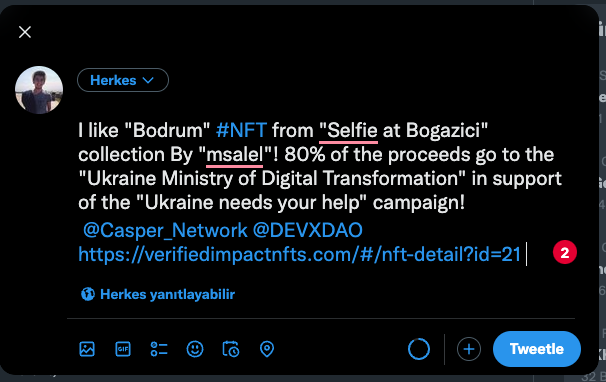 Herkes
I like "Bodrum" #NFT from "Selfie at Bogazici"
collection By "msalel"! 80% of the proceeds go to the
"Ukraine Ministry of Digital Transformation" in support
of the "Ukraine needs your help" campaign!
@Casper_Network @DEVXDAO
https://verifiedimpactnfts.com/#/nft-detail?id=21
2
Herkes yanıtlayabilir
GIF
Tweetle
32 B